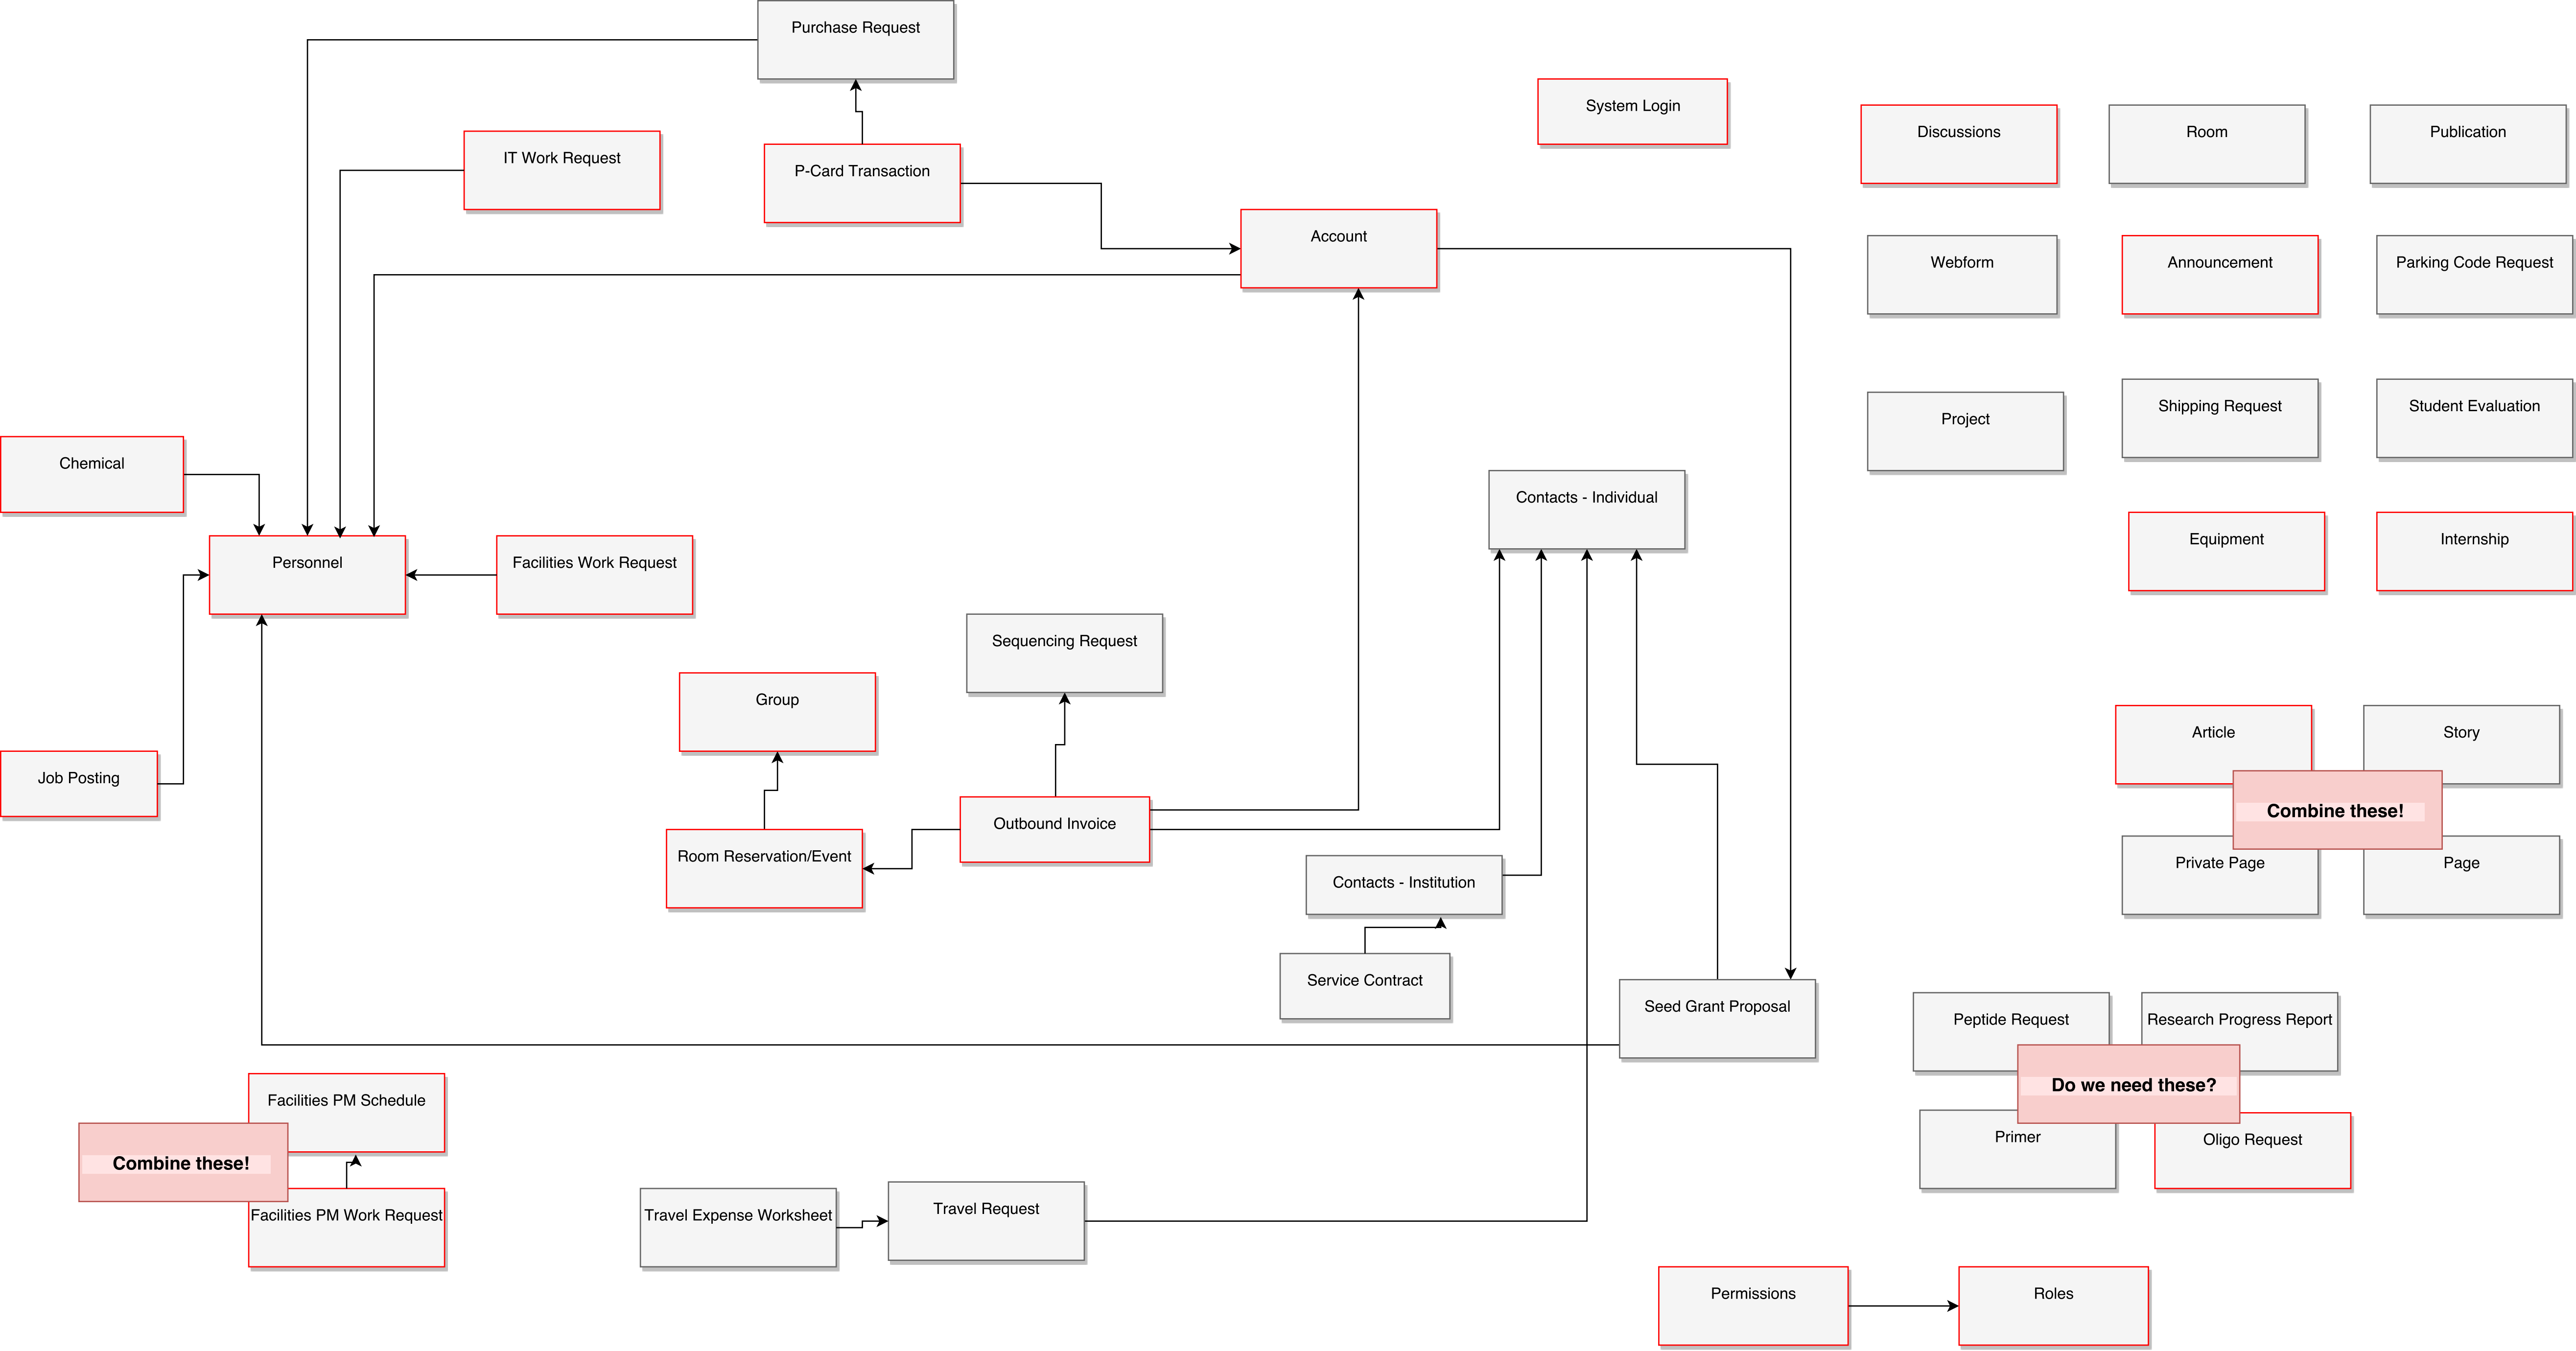 Purchase Request
System Login
Discussions
Room
Publication
IT Work Request
P-Card Transaction
Account
Webform
Announcement
Parking Code Request
Project
Shipping Request
Student Evaluation
Chemical
Contacts - Individual
Equipment
Internship
Personnel
Facilities Work Request
Sequencing Request
Group
Article
Story
Job Posting
Outbound Invoice
Combine these!
Room Reservation/Event
Contacts - Institution
Private Page
Page
Service Contract
Seed Grant Proposal
Peptide Request
Research Progress Report
Do we need these?
Facilities PM Schedule
Primer
Oligo Request
Combine these!
Facilities PM Work Request
Travel Expense Worksheet
Travel Request
Permissions
Roles